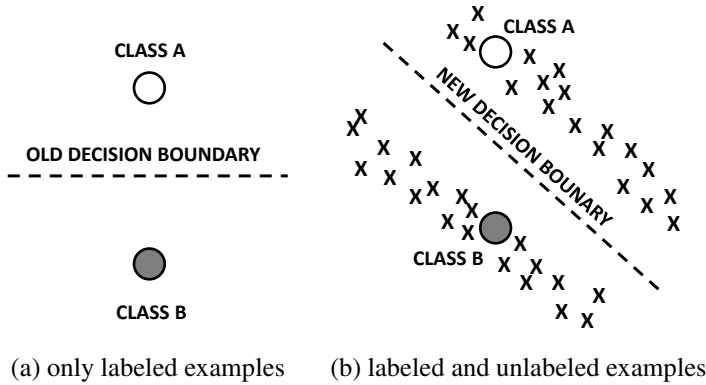 CLASS A
OLD DECISION BOUNDARY
CLASS B
(a) only labeled examples
X X X CLASS A
X X X X X X X X X X X X X X X
NEW DECISION BOUNARY
X X X X X X X X X X X X
CLASS B
X X X X X X X X
(b) labeled and unlabeled examples